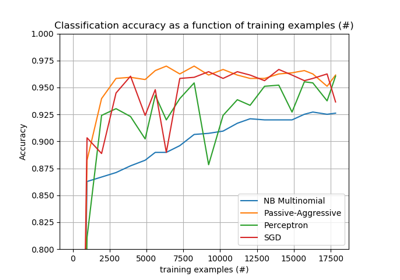 Classification accuracy as a function of training examples (#)
1.000
0.975
0.950
0.925
0.900
0.875
0.850
0.825
0.800
Accuracy
NB Multinomial
Passive-Aggressive
Perceptron
SGD
0 2500 5000 7500 10000 12500 15000 17500
training examples (#)